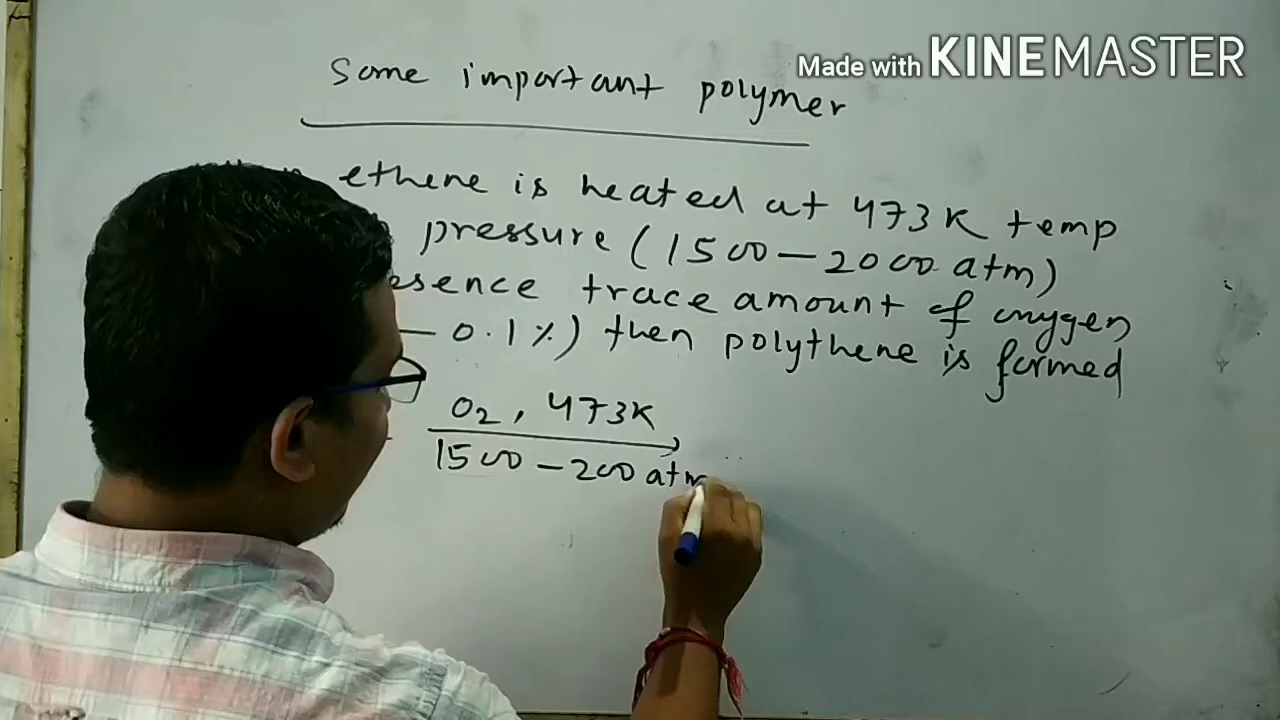 Made with KINEMASTER
Some important polymer
ethene is heated at 473K temp
pressure (1500 – 2000 atm)
esence trace amount of oxygen
– 0.1%) then polythene is formed
O2, 473K
1500 – 200 atm